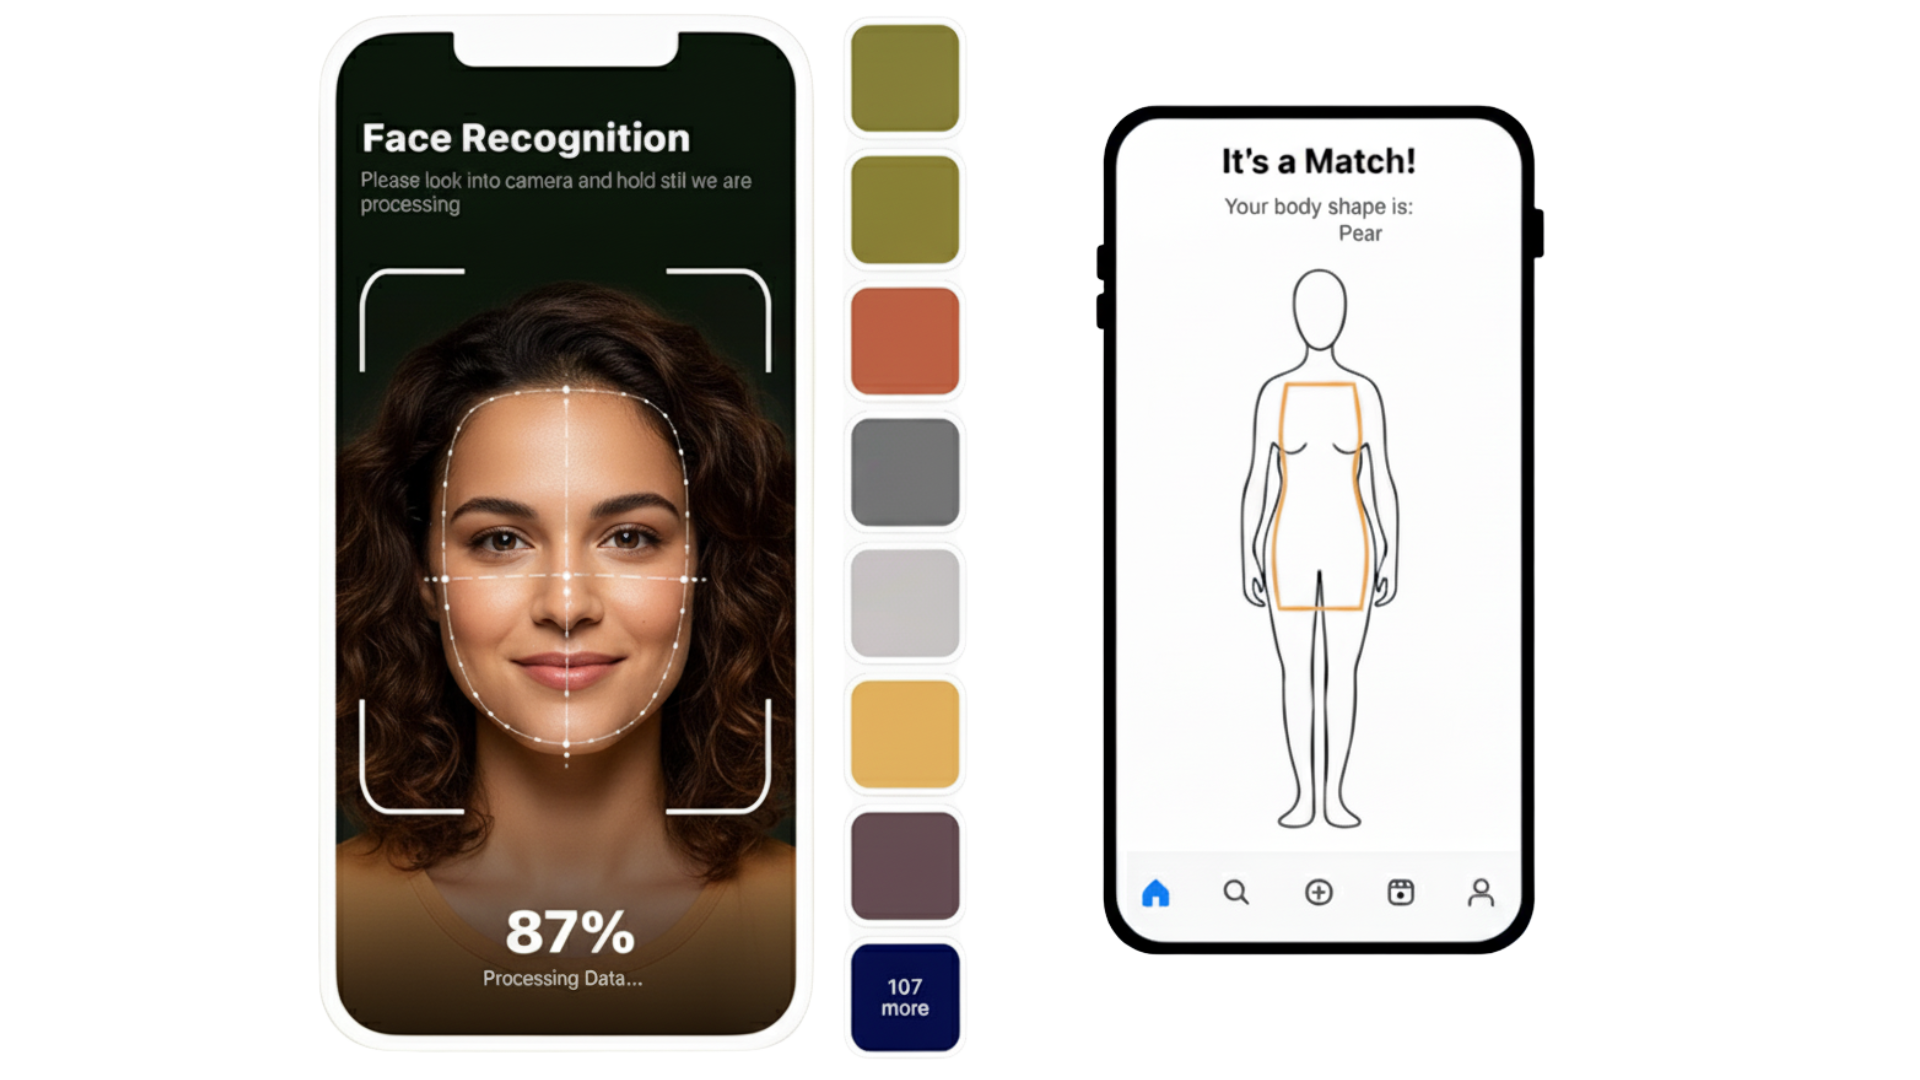 Face Recognition
Please look into camera and hold stil we are
processing
87%
Processing Data...
107
more
It's a Match!
Your body shape is:
Pear